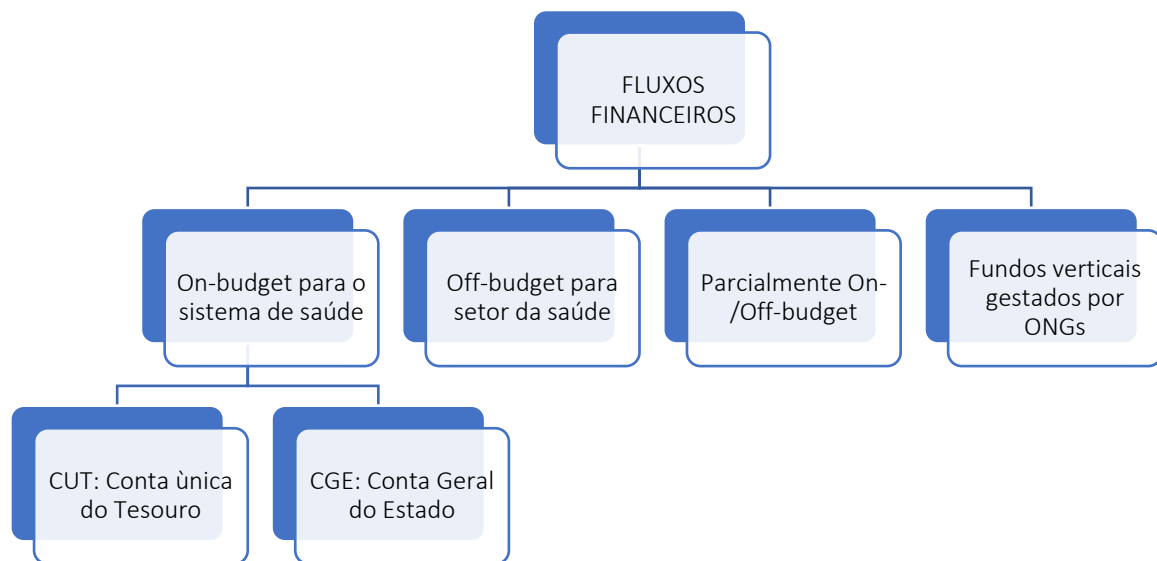 FLUXOS
FINANCEIROS
On-budget para o
sistema de saúde
Off-budget para
setor da saúde
Parcialmente On-
/Off-budget
Fundos verticais
gestados por
ONGs
CUT: Conta ùnica
do Tesouro
CGE: Conta Geral
do Estado